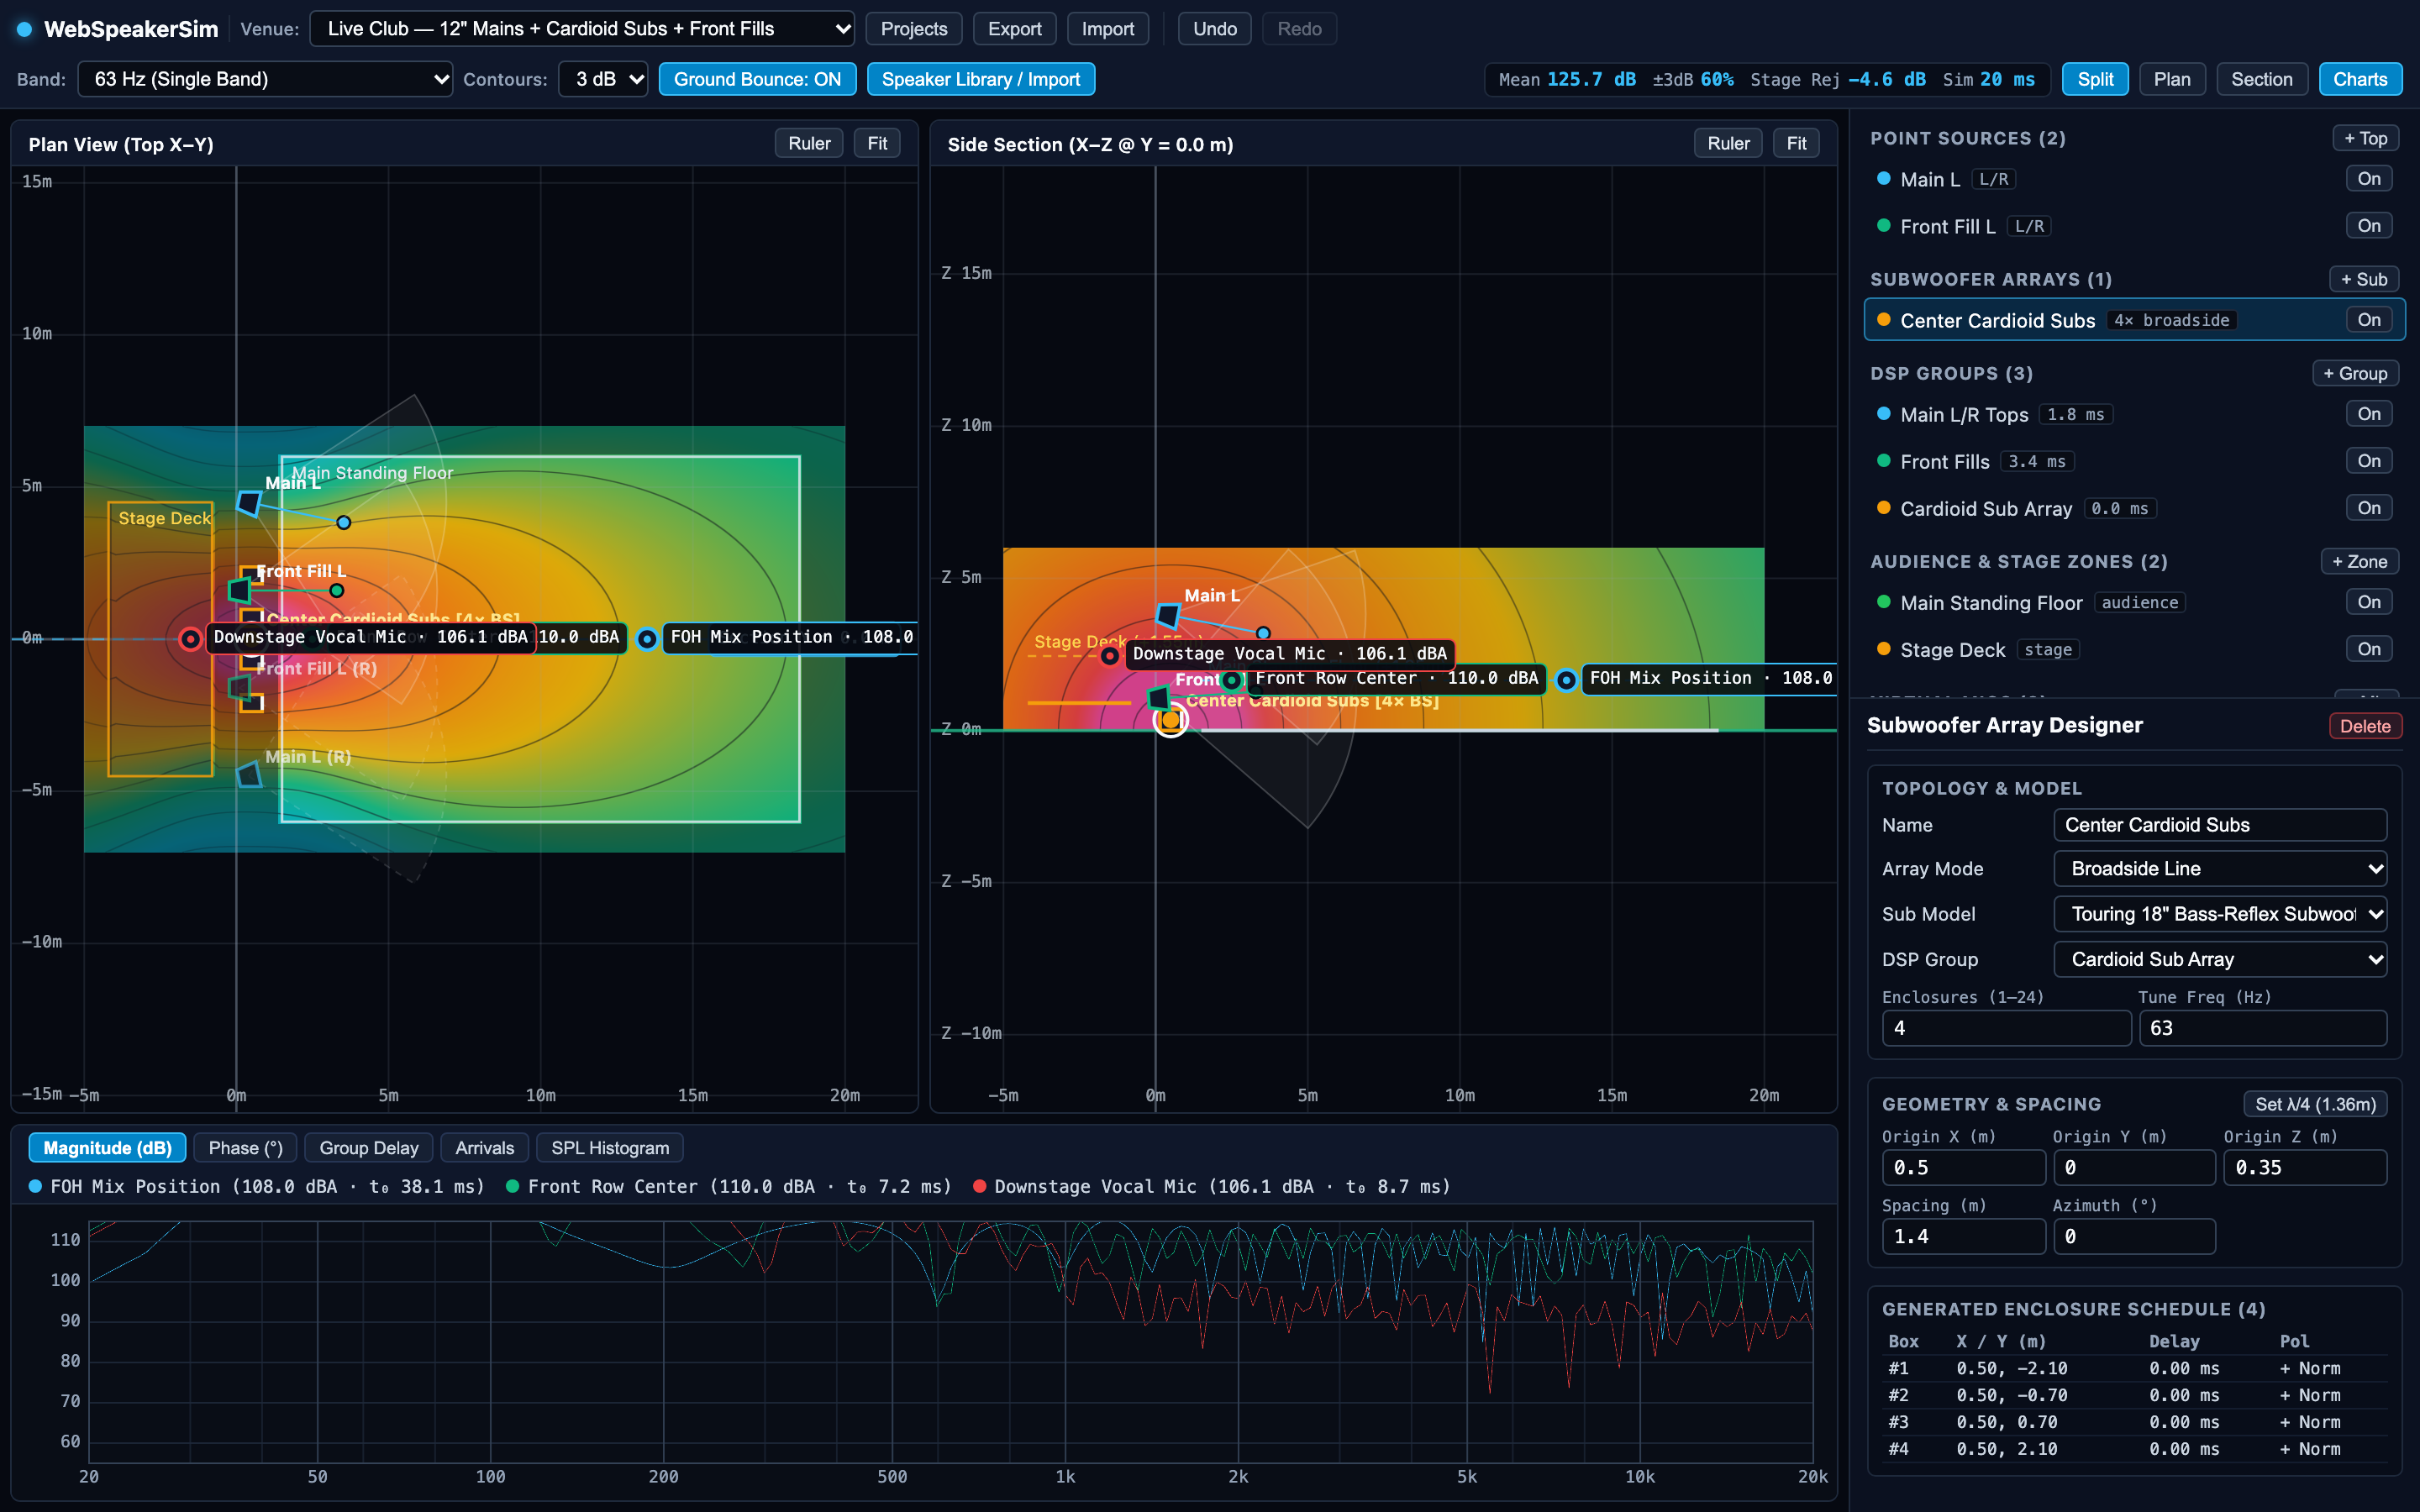 WebSpeakerSim Venue: Live Club — 12" Mains + Cardioid Subs + Front Fills Projects Export Import Undo Redo
Band: 63 Hz (Single Band) Contours: 3 dB Ground Bounce: ON Speaker Library / Import Mean 125.7 dB ±3dB 60% Stage Rej −4.6 dB Sim 20 ms Split Plan Section Charts
Plan View (Top X–Y) Ruler Fit
15m
10m
5m
0m
−5m
−10m
−15m
−5m 0m 5m 10m 15m 20m
Main Standing Floor
Main L
Stage Deck
Front Fill L
Center Cardioid Subs [4× BS]
Downstage Vocal Mic · 106.1 dBA
10.0 dBA
FOH Mix Position · 108.0
Front Fill L (R)
Main L (R)
Side Section (X–Z @ Y = 0.0 m) Ruler Fit
Z 15m
Z 10m
Z 5m
Z 0m
Z −5m
Z −10m
−5m 0m 5m 10m 15m 20m
Main L
Stage Deck
Downstage Vocal Mic · 106.1 dBA
Front
Front Row Center · 110.0 dBA
FOH Mix Position · 108.0
Center Cardioid Subs [4× BS]
Magnitude (dB) Phase (°) Group Delay Arrivals SPL Histogram
FOH Mix Position (108.0 dBA · t₀ 38.1 ms) Front Row Center (110.0 dBA · t₀ 7.2 ms) Downstage Vocal Mic (106.1 dBA · t₀ 8.7 ms)
110
100
90
80
70
60
20 50 100 200 500 1k 2k 5k 10k 20k
POINT SOURCES (2) + Top
Main L L/R On
Front Fill L L/R On
SUBWOOFER ARRAYS (1) + Sub
Center Cardioid Subs 4× broadside On
DSP GROUPS (3) + Group
Main L/R Tops 1.8 ms On
Front Fills 3.4 ms On
Cardioid Sub Array 0.0 ms On
AUDIENCE & STAGE ZONES (2) + Zone
Main Standing Floor audience On
Stage Deck stage On
Subwoofer Array Designer Delete
TOPOLOGY & MODEL
Name Center Cardioid Subs
Array Mode Broadside Line
Sub Model Touring 18" Bass-Reflex Subwoof
DSP Group Cardioid Sub Array
Enclosures (1–24) Tune Freq (Hz)
4 63
GEOMETRY & SPACING Set λ/4 (1.36m)
Origin X (m) Origin Y (m) Origin Z (m)
0.5 0 0.35
Spacing (m) Azimuth (°)
1.4 0
GENERATED ENCLOSURE SCHEDULE (4)
Box X / Y (m) Delay Pol
#1 0.50, −2.10 0.00 ms + Norm
#2 0.50, −0.70 0.00 ms + Norm
#3 0.50, 0.70 0.00 ms + Norm
#4 0.50, 2.10 0.00 ms + Norm